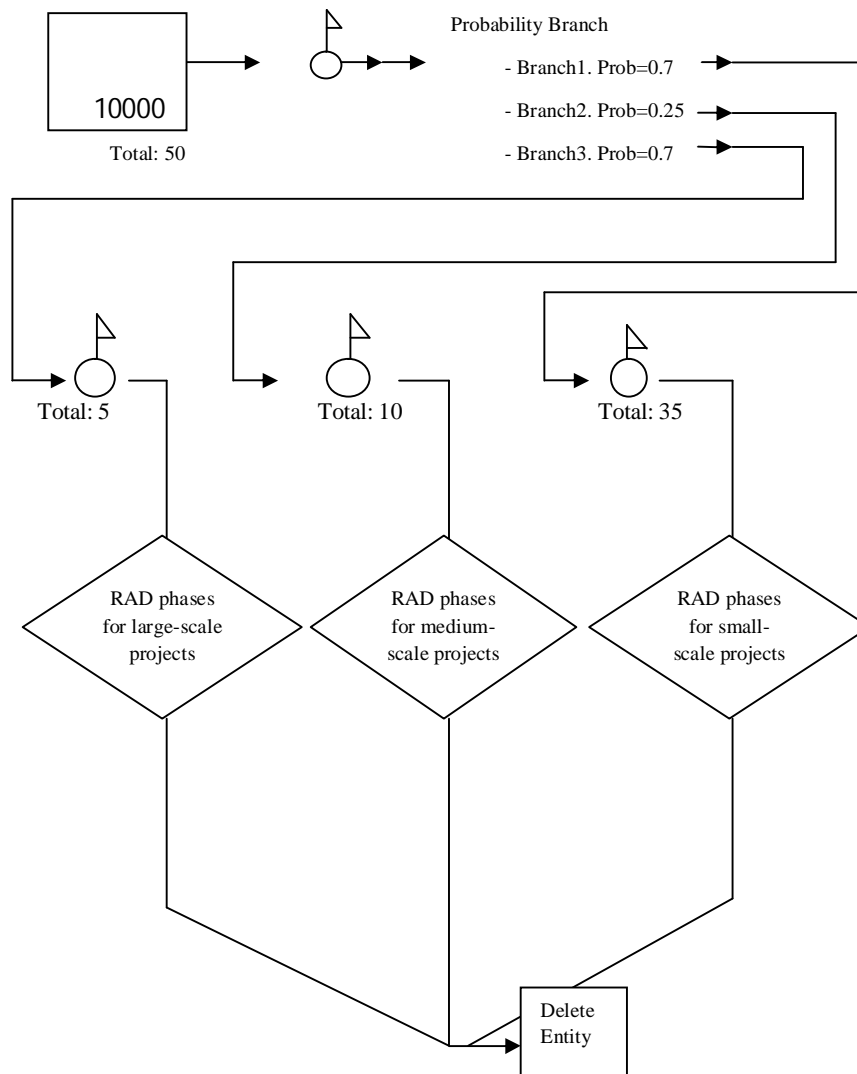 Probability Branch
- Branch1. Prob=0.7
10000
- Branch2. Prob=0.25
Total: 50
- Branch3. Prob=0.7
Total: 5
Total: 10
Total: 35
RAD phases
for large-scale
projects
RAD phases
for medium-
scale projects
RAD phases
for small-
scale projects
Delete
Entity